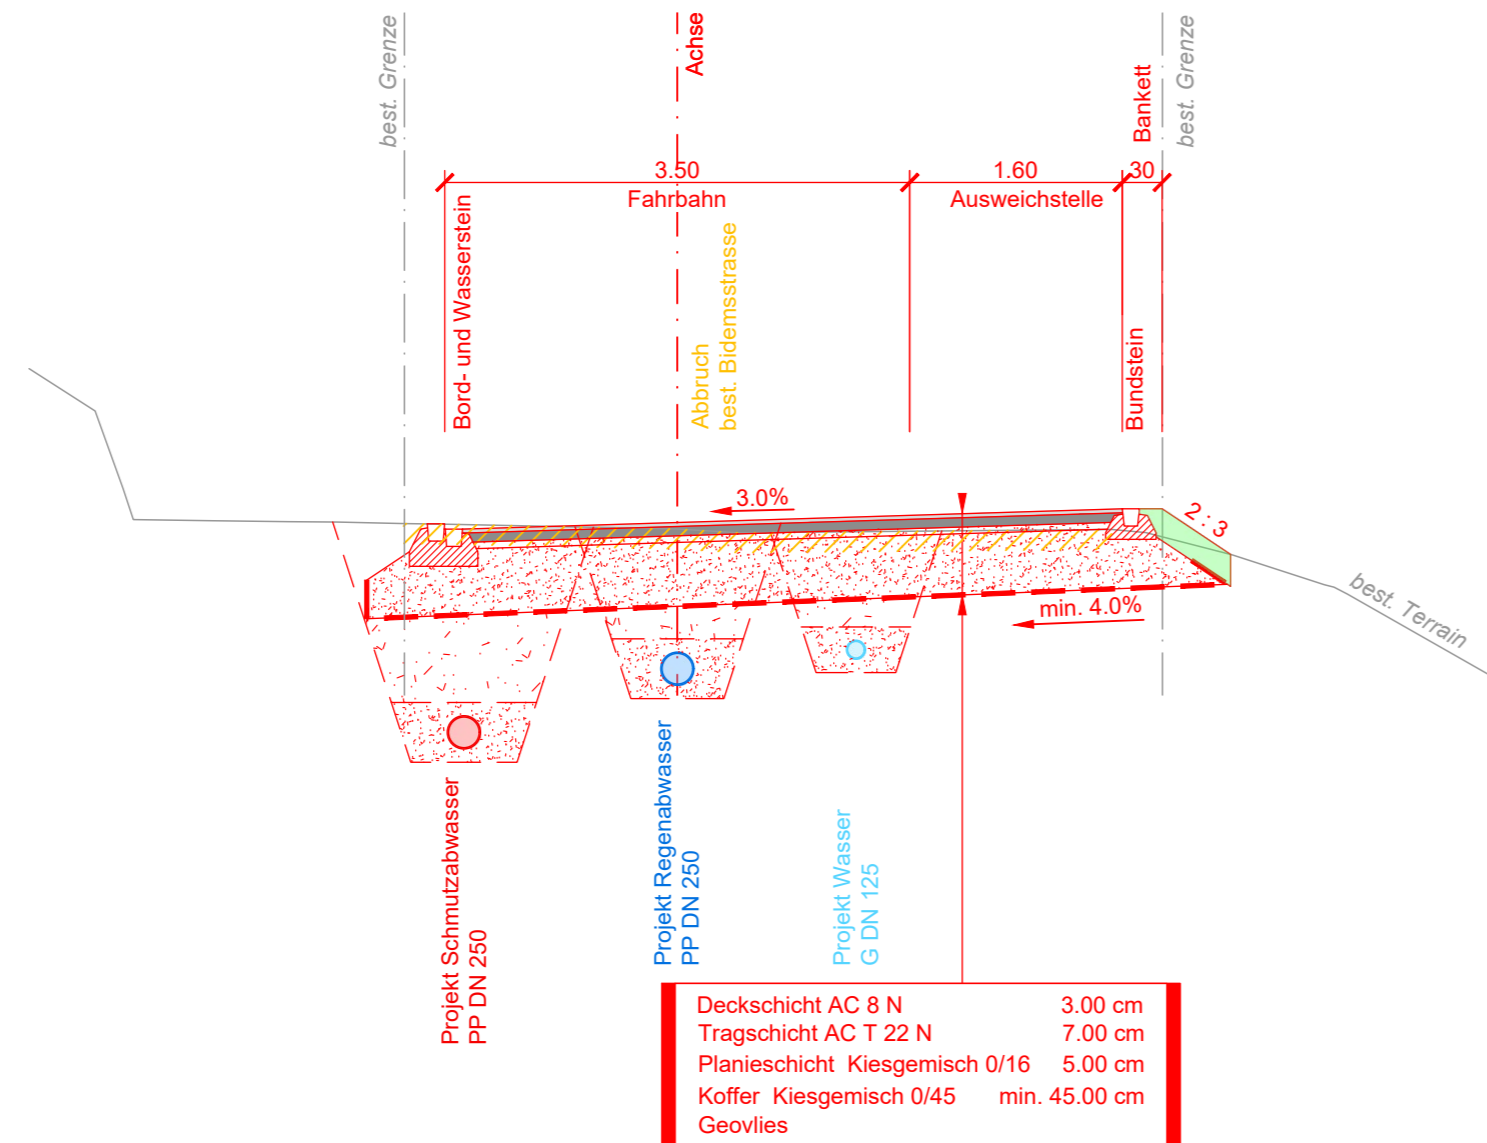 best. Grenze
Achse
Bankett
best. Grenze
3.50
1.60
30
Fahrbahn
Ausweichstelle
Bord- und Wasserstein
Abbruch
best. Bidemsstrasse
Bundstein
3.0%
2 : 3
min. 4.0%
best. Terrain
Projekt Schmutzabwasser
PP DN 250
Projekt Regenabwasser
PP DN 250
Projekt Wasser
G DN 125
Deckschicht AC 8 N 3.00 cm
Tragschicht AC T 22 N 7.00 cm
Planieschicht Kiesgemisch 0/16 5.00 cm
Koffer Kiesgemisch 0/45 min. 45.00 cm
Geovlies